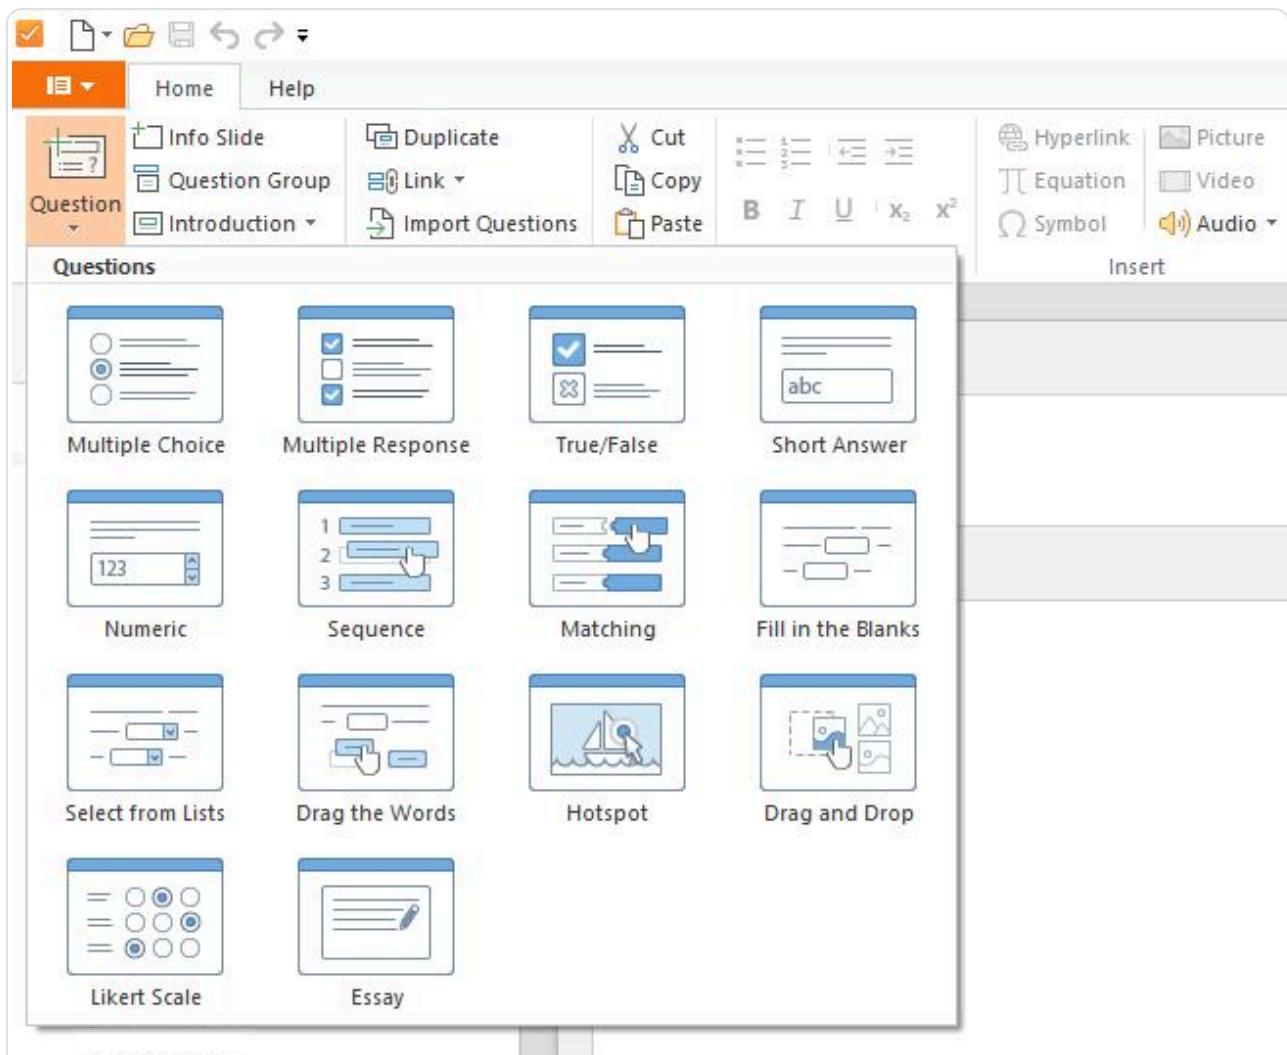 Home Help
Info Slide Duplicate Cut Hyperlink Picture
Question Group Link Copy Equation Video
Question Introduction Import Questions Paste B I U X₂ X² Symbol Audio
Insert
Questions
abc
Multiple Choice Multiple Response True/False Short Answer
1
123 2
3
Numeric Sequence Matching Fill in the Blanks
Select from Lists Drag the Words Hotspot Drag and Drop
Likert Scale Essay